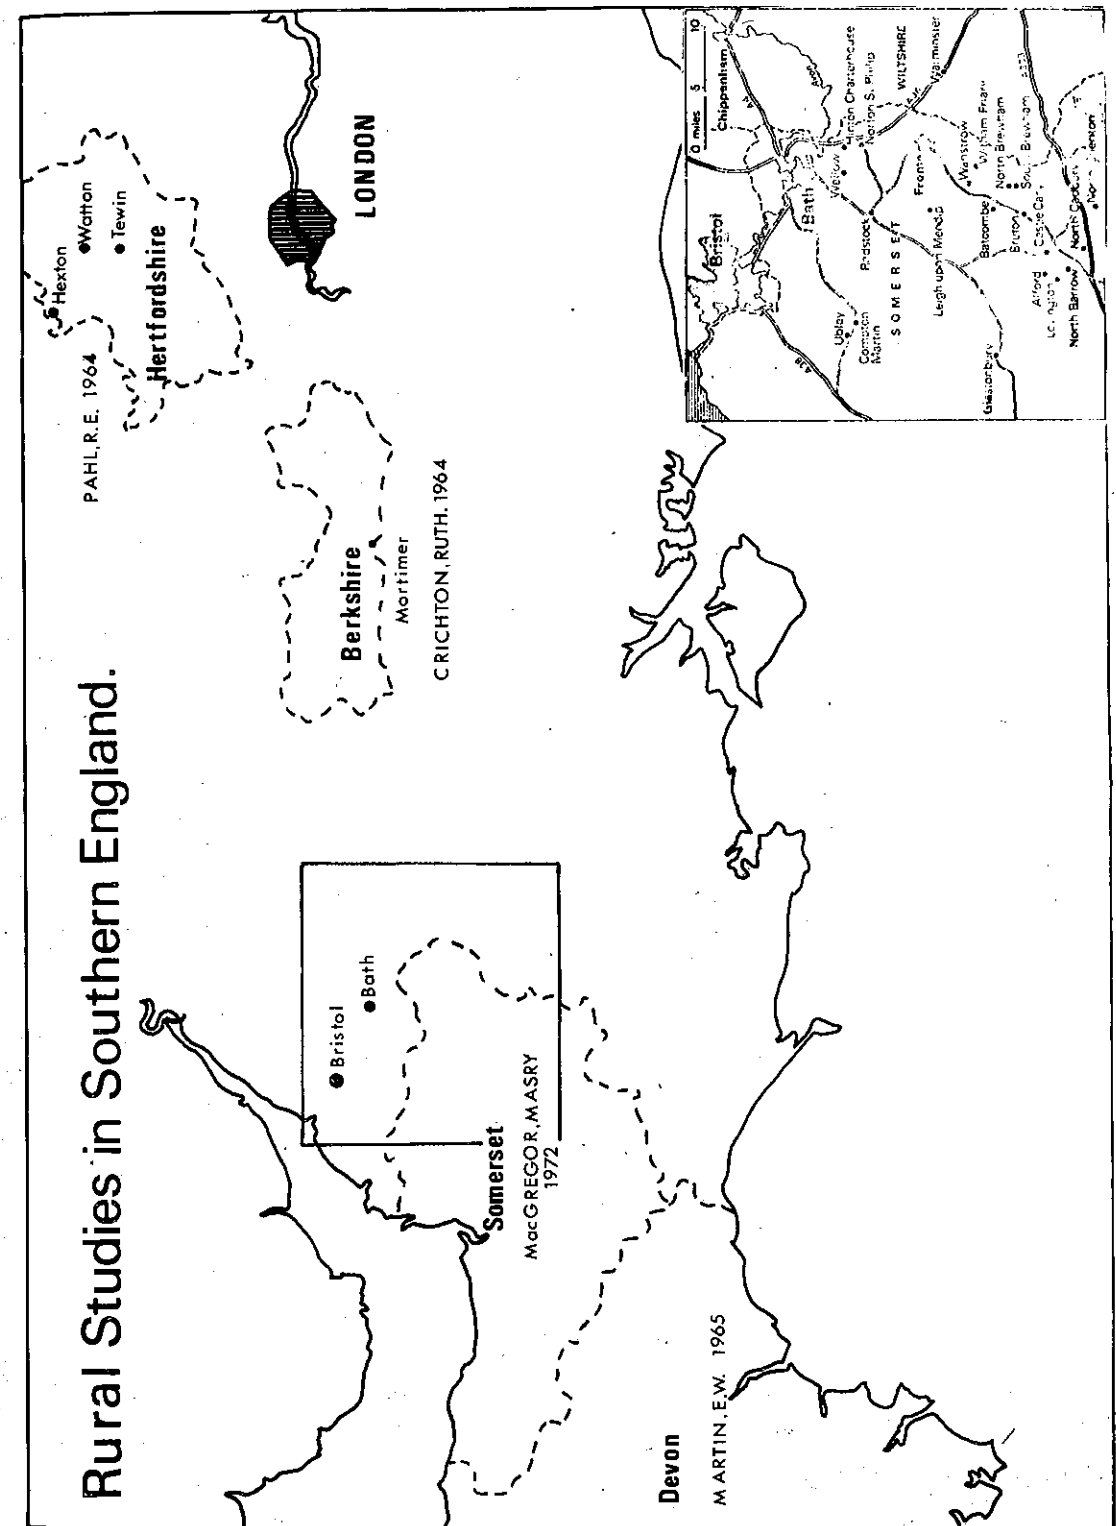 Rural Studies in Southern England.
PAHL,R.E. 1964
Hexton
Watton
Tewin
Hertfordshire
LONDON
Berkshire
Mortimer
CRICHTON,RUTH.1964
Bristol
Bath
Somerset
MacGREGOR,MASRY
1972
Devon
MARTIN,E.W. 1965
0 miles 5 10
Bristol
Chippenham
Bath
Wellow
Hinton Charterhouse
Norton S. Philip
WILTSHIRE
Warminster
A38
Ubley
Compton
Martin
Radstock
SOMERSET
Frome
Leigh upon Mendip
Wanstrow
Witham Friary
North Brewham
South Brewham
Batcombe
Bruton
Castle Cary
Glastonbury
Alford
Lovington
North Barrow
North Cadbury
North